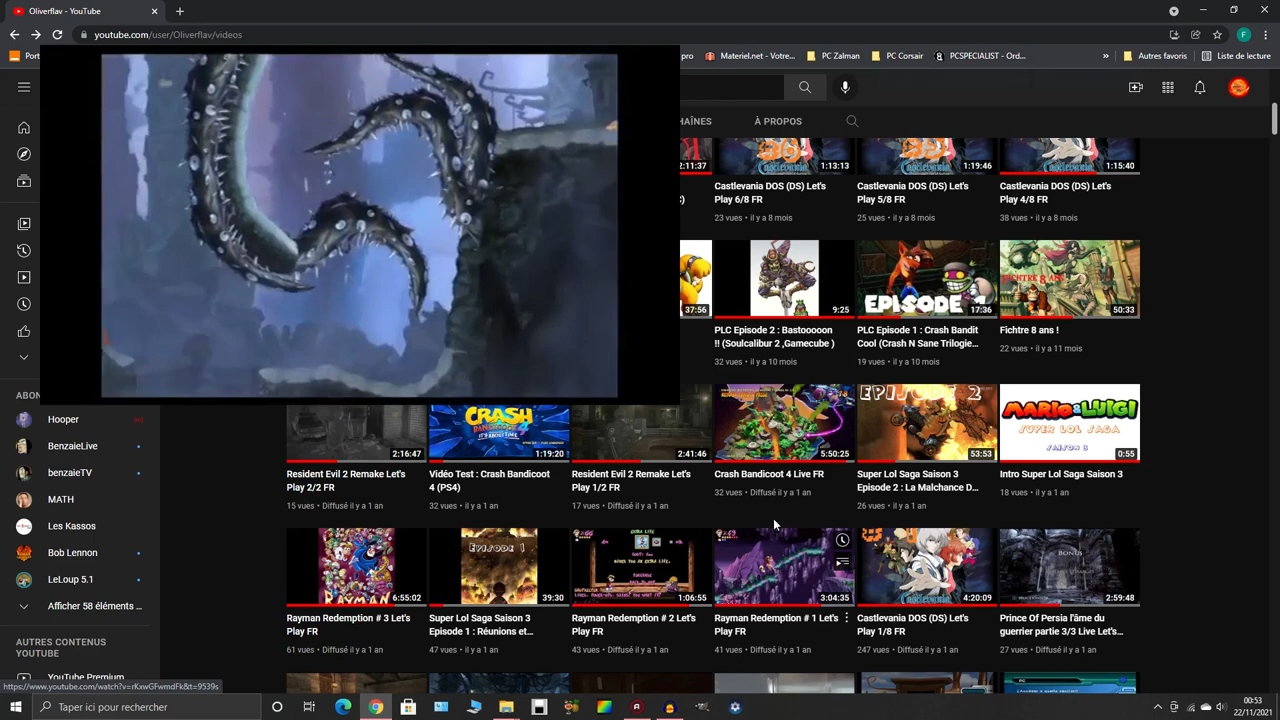 Oliverflav
youtube.com/user/Oliverflav/videos
Port
pro
Materiel.net
PC Zalman
PC Corsair
PCSPECIALIST - Ord...
»
Autres favoris
Liste de lecture
F
HAÎNES
À PROPOS
2:11:37
1:13:13
1:19:46
1:15:40
Castlevania DOS (DS) Let's Play 6/8 FR
23 vues • il y a 8 mois
Castlevania DOS (DS) Let's Play 5/8 FR
25 vues • il y a 8 mois
Castlevania DOS (DS) Let's Play 4/8 FR
38 vues • il y a 8 mois
37:56
9:25
EPISODE 1
17:36
FICHTRE 8 ANS !
50:33
PLC Episode 2 : Bastooooon !! (Soulcalibur 2 ,Gamecube )
32 vues • il y a 10 mois
PLC Episode 1 : Crash Bandit Cool (Crash N Sane Trilogie...
19 vues • il y a 10 mois
Fichtre 8 ans !
22 vues • il y a 11 mois
ABON
Hooper
BenzaieLive
benzaieTV
MATH
Les Kassos
Bob Lennon
LeLoup 5.1
Afficher 58 éléments ...
AUTRES CONTENUS YOUTUBE
YouTube Premium
2:16:47
CRASH BANDICOOT 4 IT'S ABOUT TIME
1:19:20
2:41:46
5:50:25
EPISODE 2
53:53
MARIO & LUIGI
SUPER LOL SAGA
SAISON 3
0:55
Resident Evil 2 Remake Let's Play 2/2 FR
15 vues • Diffusé il y a 1 an
Vidéo Test : Crash Bandicoot 4 (PS4)
32 vues • il y a 1 an
Resident Evil 2 Remake Let's Play 1/2 FR
17 vues • Diffusé il y a 1 an
Crash Bandicoot 4 Live FR
32 vues • Diffusé il y a 1 an
Super Lol Saga Saison 3 Episode 2 : La Malchance D...
26 vues • il y a 1 an
Intro Super Lol Saga Saison 3
18 vues • il y a 1 an
RAYMAN
6:55:02
EPISODE 1
39:30
EXTRA LIFE
1:06:55
3:04:35
Castlevania
4:20:09
BONUS
2:59:48
Rayman Redemption # 3 Let's Play FR
61 vues • Diffusé il y a 1 an
Super Lol Saga Saison 3 Episode 1 : Réunions et...
47 vues • il y a 1 an
Rayman Redemption # 2 Let's Play FR
43 vues • Diffusé il y a 1 an
Rayman Redemption # 1 Let's Play FR
41 vues • Diffusé il y a 1 an
Castlevania DOS (DS) Let's Play 1/8 FR
247 vues • Diffusé il y a 1 an
Prince Of Persia l'âme du guerrier partie 3/3 Live Let's...
27 vues • Diffusé il y a 1 an
https://www.youtube.com/watch?v=rKxwGFwmdFk&t=9539s
Taper ici pour rechercher
00:53
22/11/2021